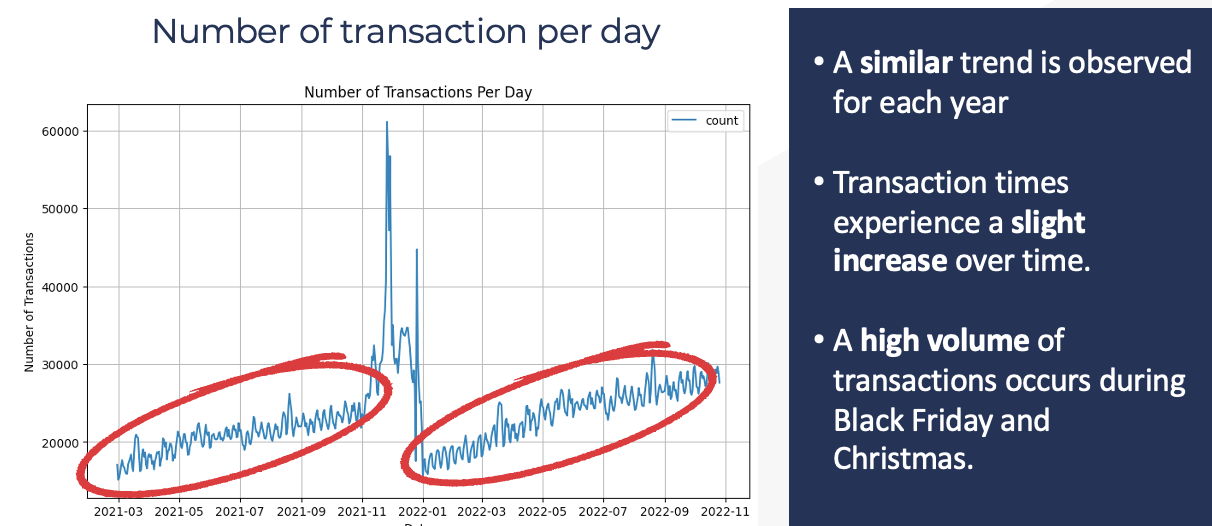 Number of transaction per day
Number of Transactions Per Day
count
Number of Transactions
60000
50000
40000
30000
20000
2021-03 2021-05 2021-07 2021-09 2021-11 2022-01 2022-03 2022-05 2022-07 2022-09 2022-11
• A similar trend is observed
for each year
• Transaction times
experience a slight
increase over time.
• A high volume of
transactions occurs during
Black Friday and
Christmas.